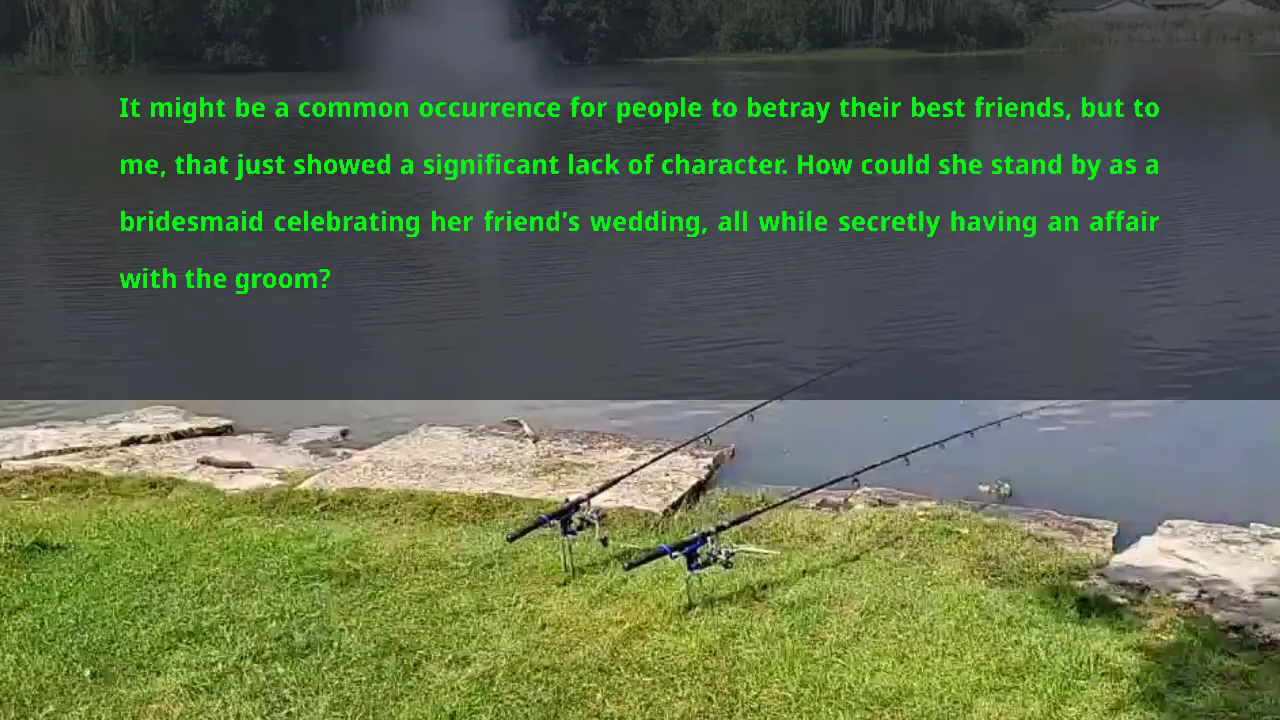 It might be a common occurrence for people to betray their best friends, but to
me, that just showed a significant lack of character. How could she stand by as a
bridesmaid celebrating her friend's wedding, all while secretly having an affair
with the groom?